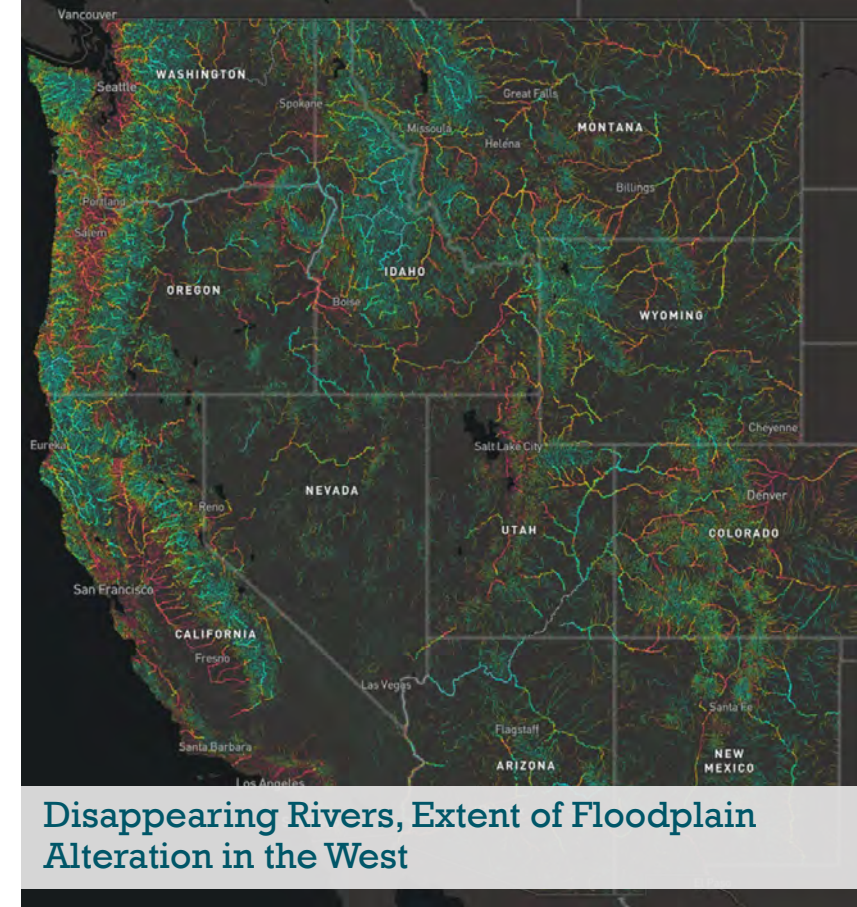 Vancouver
WASHINGTON
Seattle
Spokane
Great Falls
Missoula
MONTANA
Helena
Billings
Portland
Salem
IDAHO
OREGON
Boise
WYOMING
Cheyenne
Eureka
Salt Lake City
NEVADA
Denver
Reno
UTAH
COLORADO
San Francisco
CALIFORNIA
Fresno
Las Vegas
Santa Fe
Flagstaff
Santa Barbara
NEW
ARIZONA
MEXICO
Los Angeles
Disappearing Rivers, Extent of Floodplain
Alteration in the West